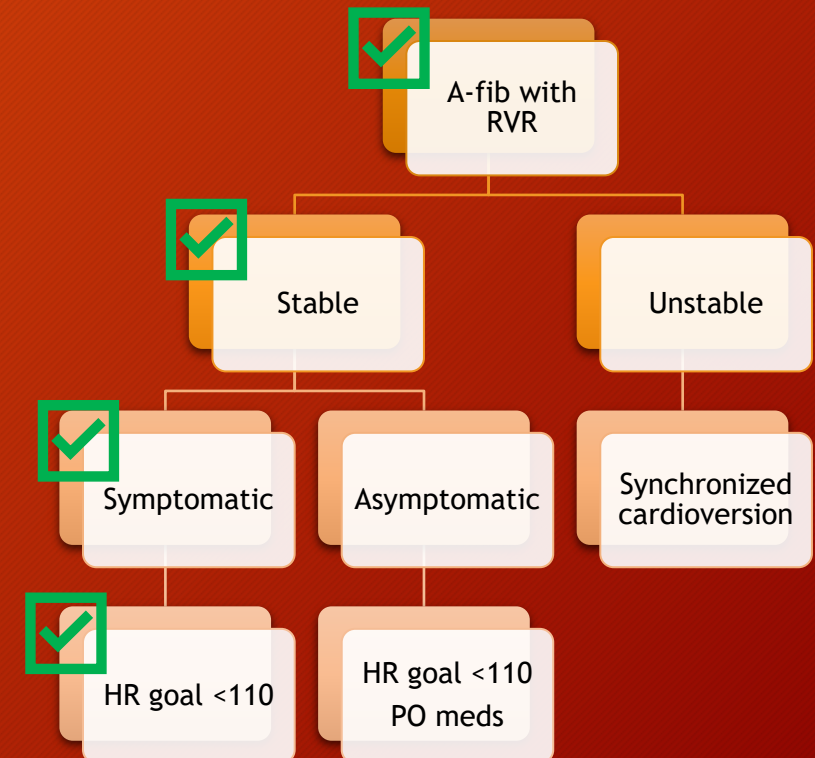 A-fib with
RVR
Stable
Unstable
Symptomatic
Asymptomatic
Synchronized
cardioversion
HR goal <110
HR goal <110
PO meds